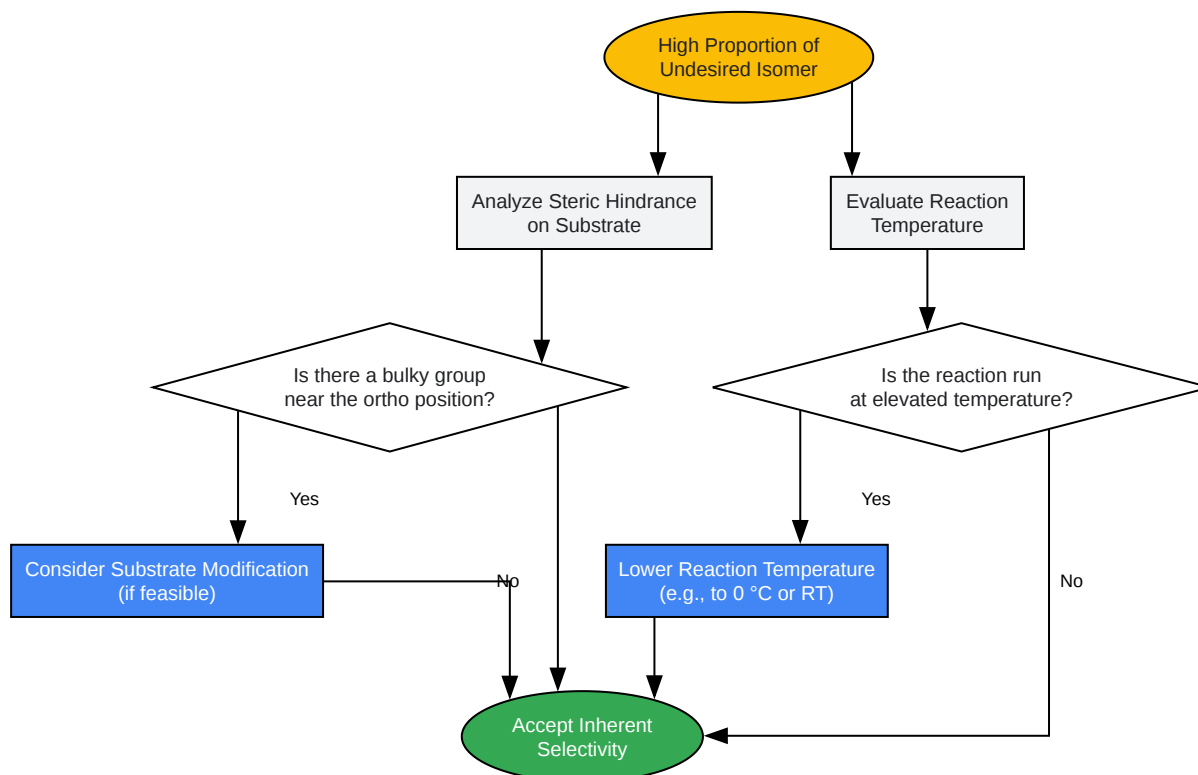 High Proportion of
Undesired Isomer
Analyze Steric Hindrance
on Substrate
Evaluate Reaction
Temperature
Is there a bulky group
near the ortho position?
Is the reaction run
at elevated temperature?
Yes
Yes
Consider Substrate Modification
(if feasible)
No
Lower Reaction Temperature
(e.g., to 0 °C or RT)
No
Accept Inherent
Selectivity